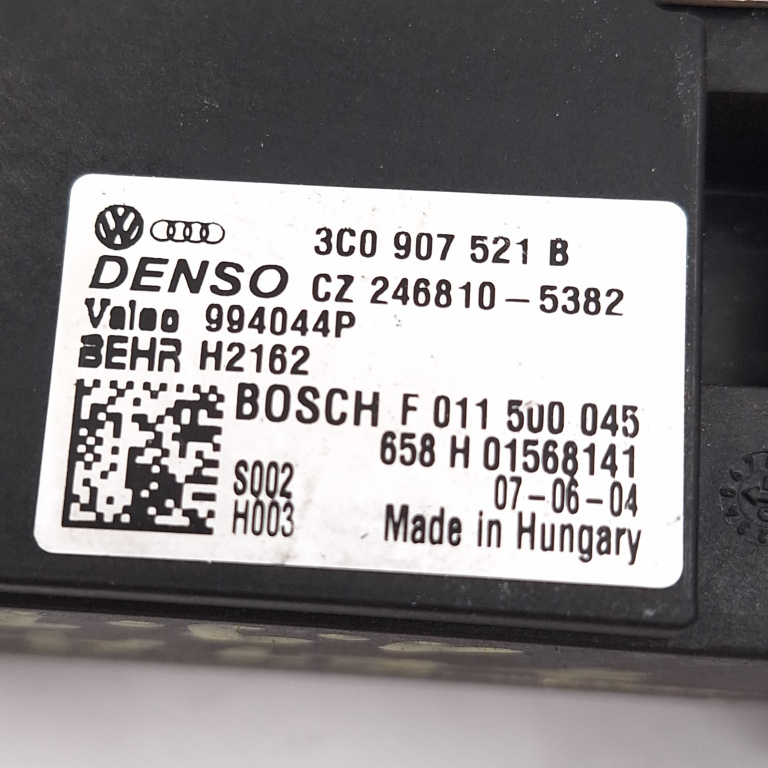 3C0 907 521 B
DENSO CZ 246810-5382
Valeo 994044P
BEHR H2162
BOSCH F 011 500 045
658 H 01568141
S002 07-06-04
H003 Made in Hungary